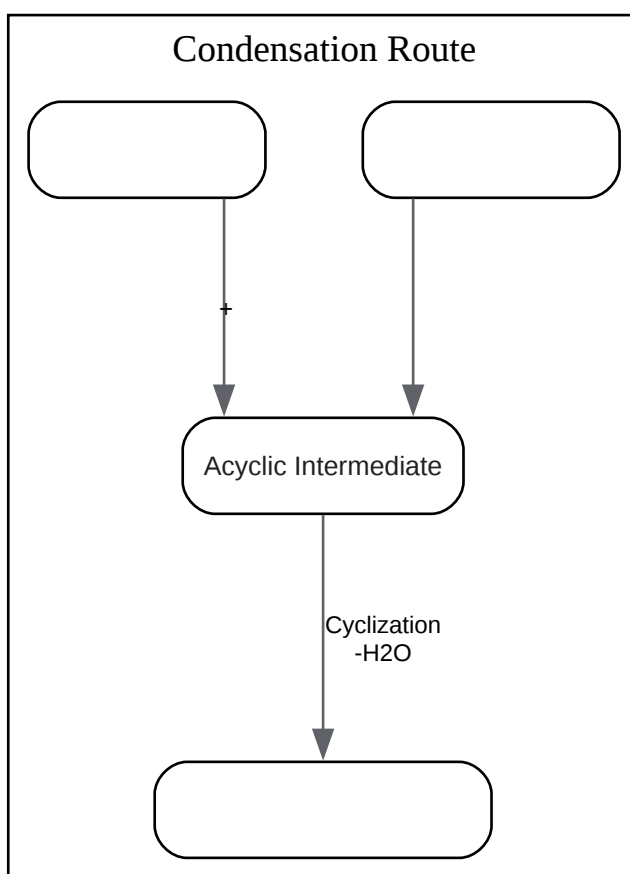 Condensation Route
+
Acyclic Intermediate
Cyclization
-H2O